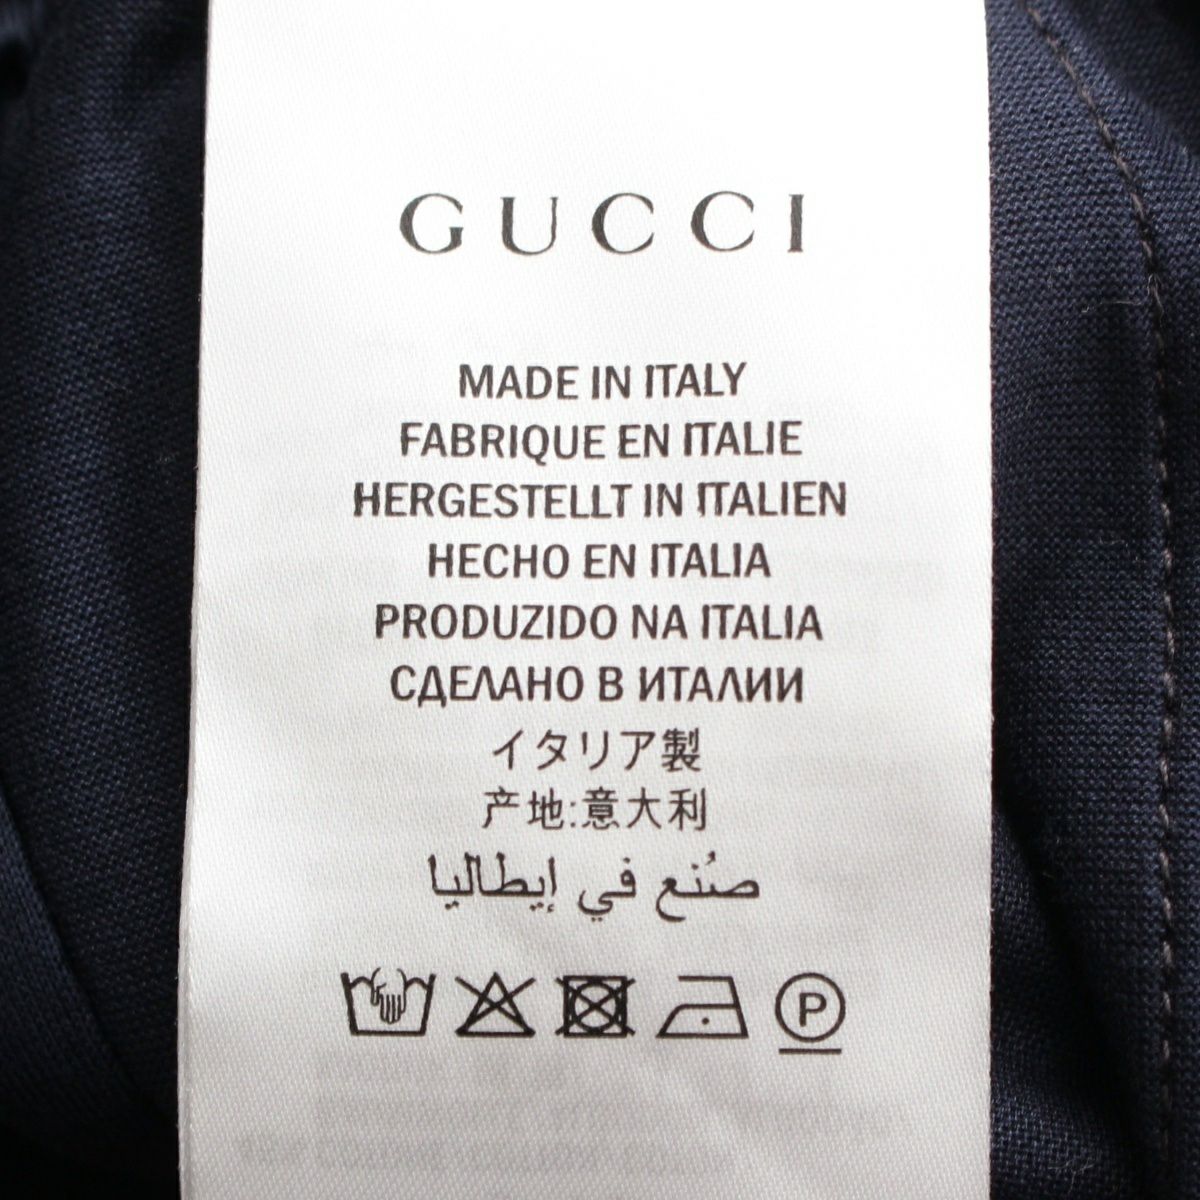 GUCCI
MADE IN ITALY
FABRIQUE EN ITALIE
HERGESTELLT IN ITALIEN
HECHO EN ITALIA
PRODUZIDO NA ITALIA
СДЕЛАНО В ИТАЛИИ
イタリア製
产地:意大利
صُنع في إيطاليا
P